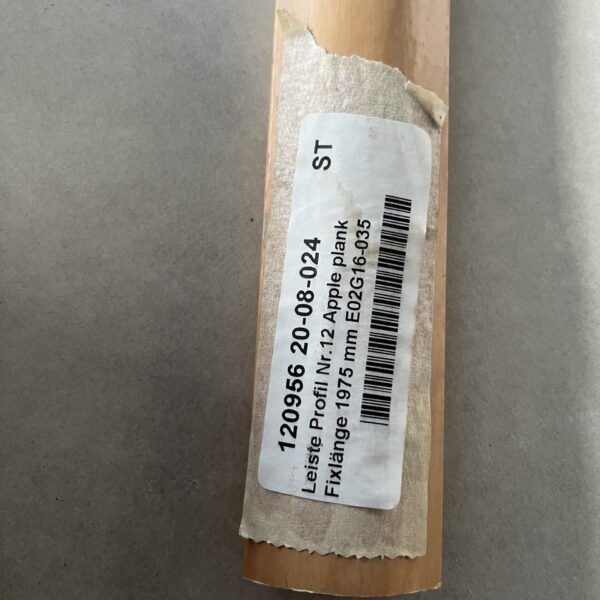 120956 20-08-024 ST
Leiste Profil Nr.12 Apple plank
Fixlänge 1975 mm E02G16-035